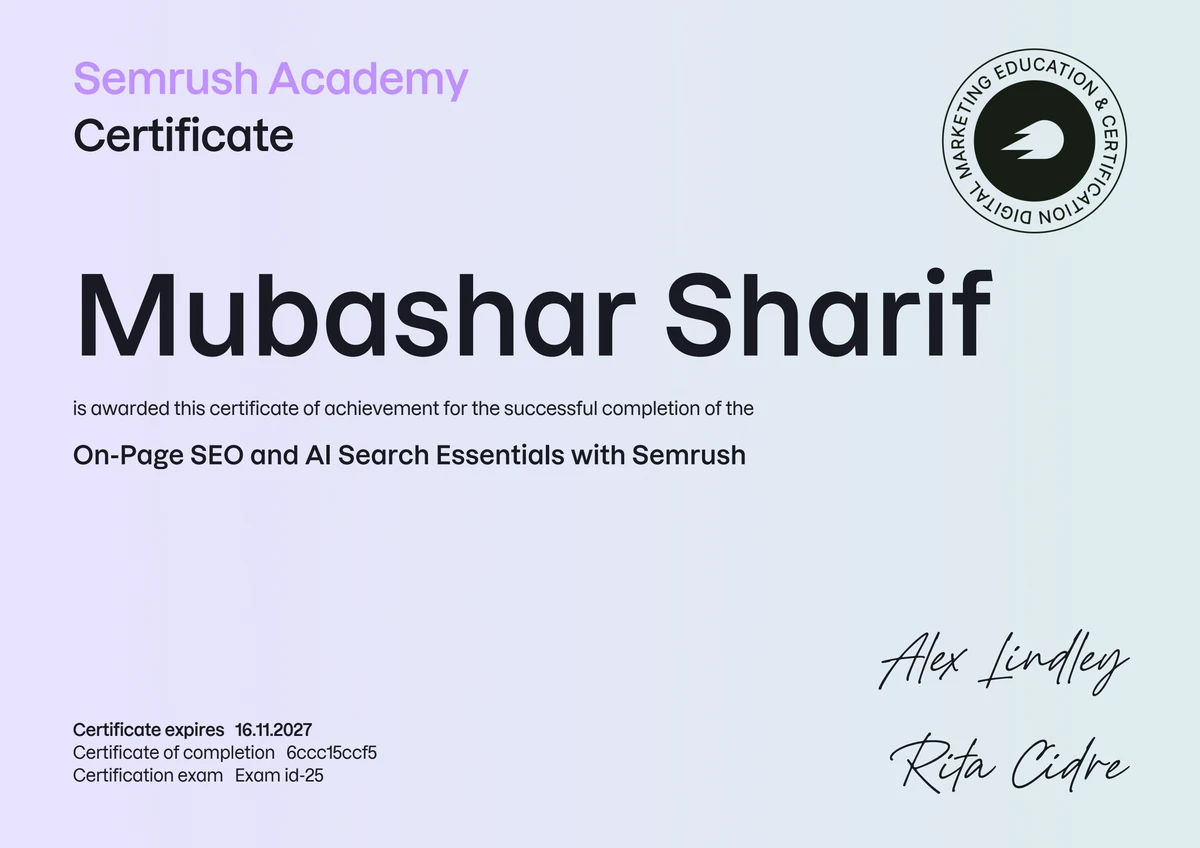 Semrush Academy
Certificate
DIGITAL MARKETING EDUCATION & CERTIFICATION
Mubashar Sharif
is awarded this certificate of achievement for the successful completion of the
On-Page SEO and AI Search Essentials with Semrush
Alex Lindley
Certificate expires 16.11.2027
Certificate of completion 6ccc15ccf5
Certification exam Exam id-25
Rita Cidre